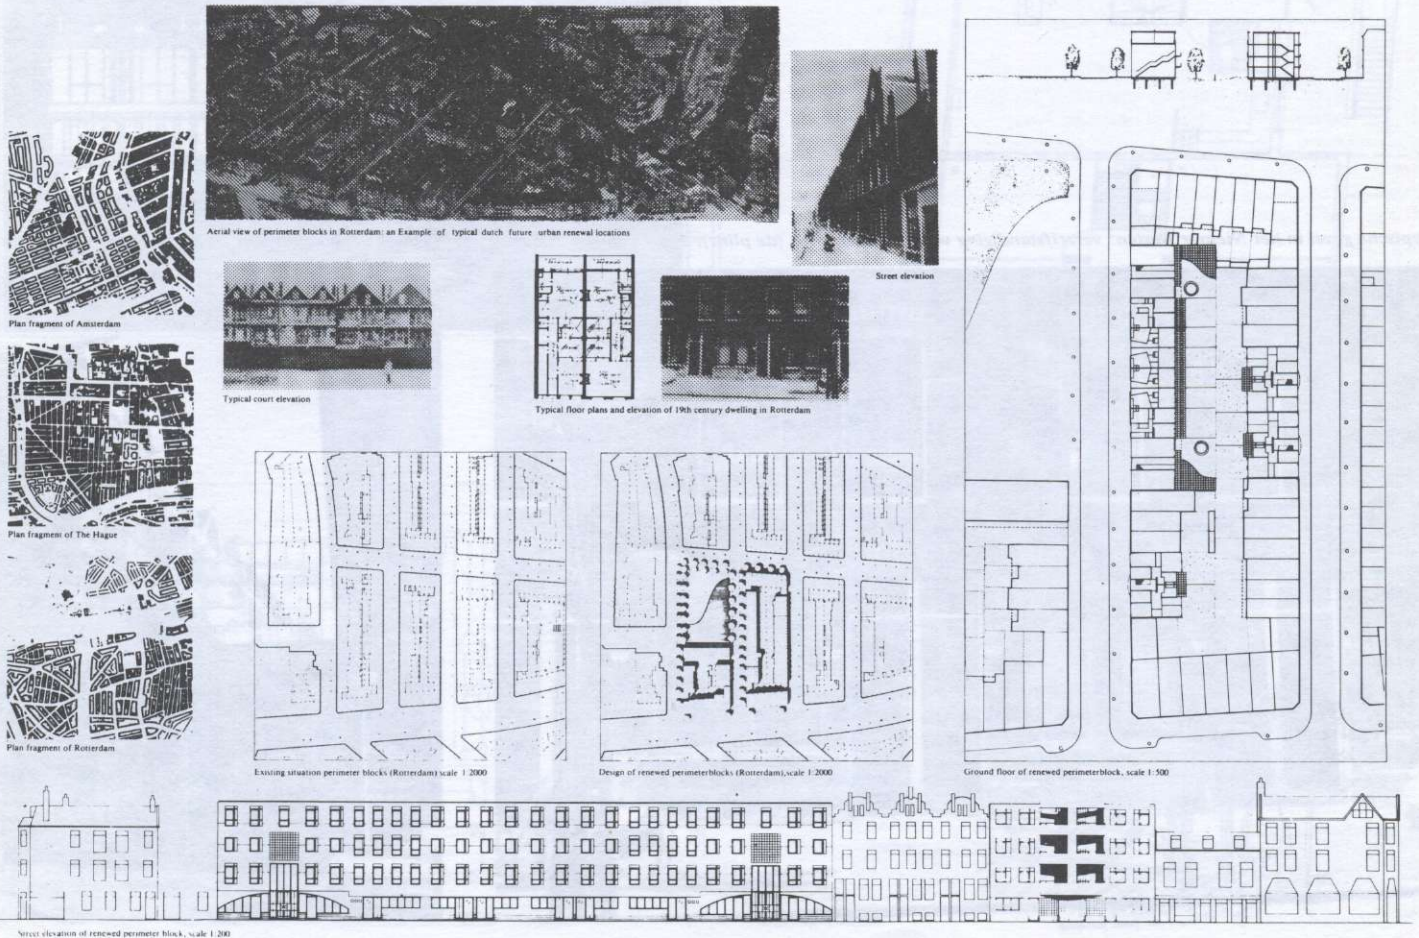 Aerial view of perimeter blocks in Rotterdam: an Example of typical dutch future urban renewal locations
Street elevation
Plan fragment of Amsterdam
Typical court elevation
Typical floor plans and elevation of 19th century dwelling in Rotterdam
Plan fragment of The Hague
Plan fragment of Rotterdam
Existing situation perimeter blocks (Rotterdam) scale 1:2000
Design of renewed perimeterblocks (Rotterdam), scale 1:2000
Ground floor of renewed perimeterblock, scale 1:500
Street elevation of renewed perimeter block, scale 1:200